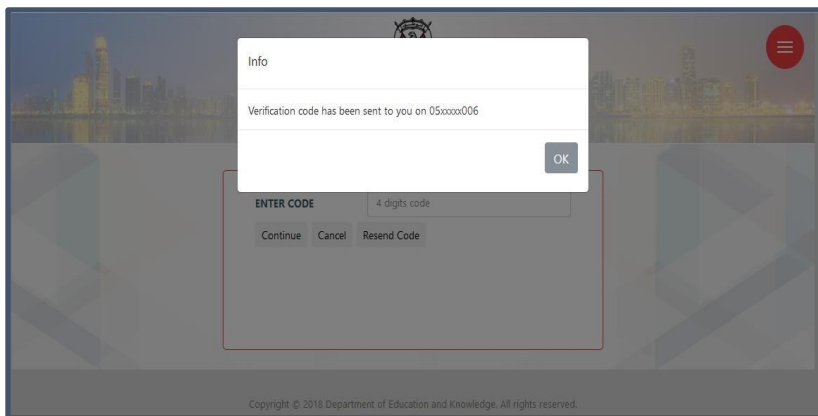 Info
Verification code has been sent to you on 05xxxxx006
OK
ENTER CODE
4 digits code
Continue Cancel Resend Code
Copyright © 2018 Department of Education and Knowledge. All rights reserved.